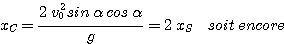 x_C = \frac{2 v_0^2 sin α cos α}{g} = 2 x_S soit encore